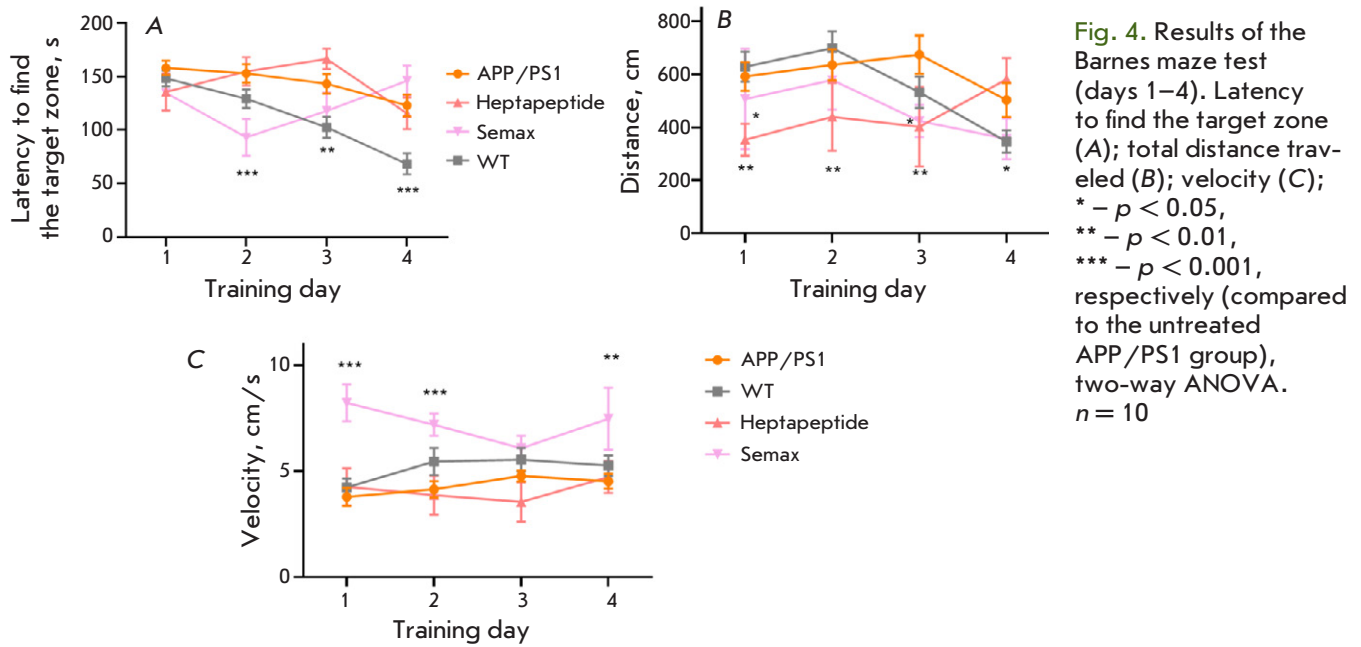 A
200
150
100
50
0
Latency to find
the target zone, s
***
**
***
1 2 3 4
Training day
APP/PS1
Heptapeptide
Semax
WT
B
800
600
400
200
0
Distance, cm
*
*
** ** ** *
1 2 3 4
Training day
C
10
5
0
Velocity, cm/s
*** *** **
1 2 3 4
Training day
APP/PS1
WT
Heptapeptide
Semax
Fig. 4. Results of the
Barnes maze test
(days 1–4). Latency
to find the target zone
(A); total distance trav-
eled (B); velocity (C);
* – p < 0.05,
** – p < 0.01,
*** – p < 0.001,
respectively (compared
to the untreated
APP/PS1 group),
two-way ANOVA.
n = 10